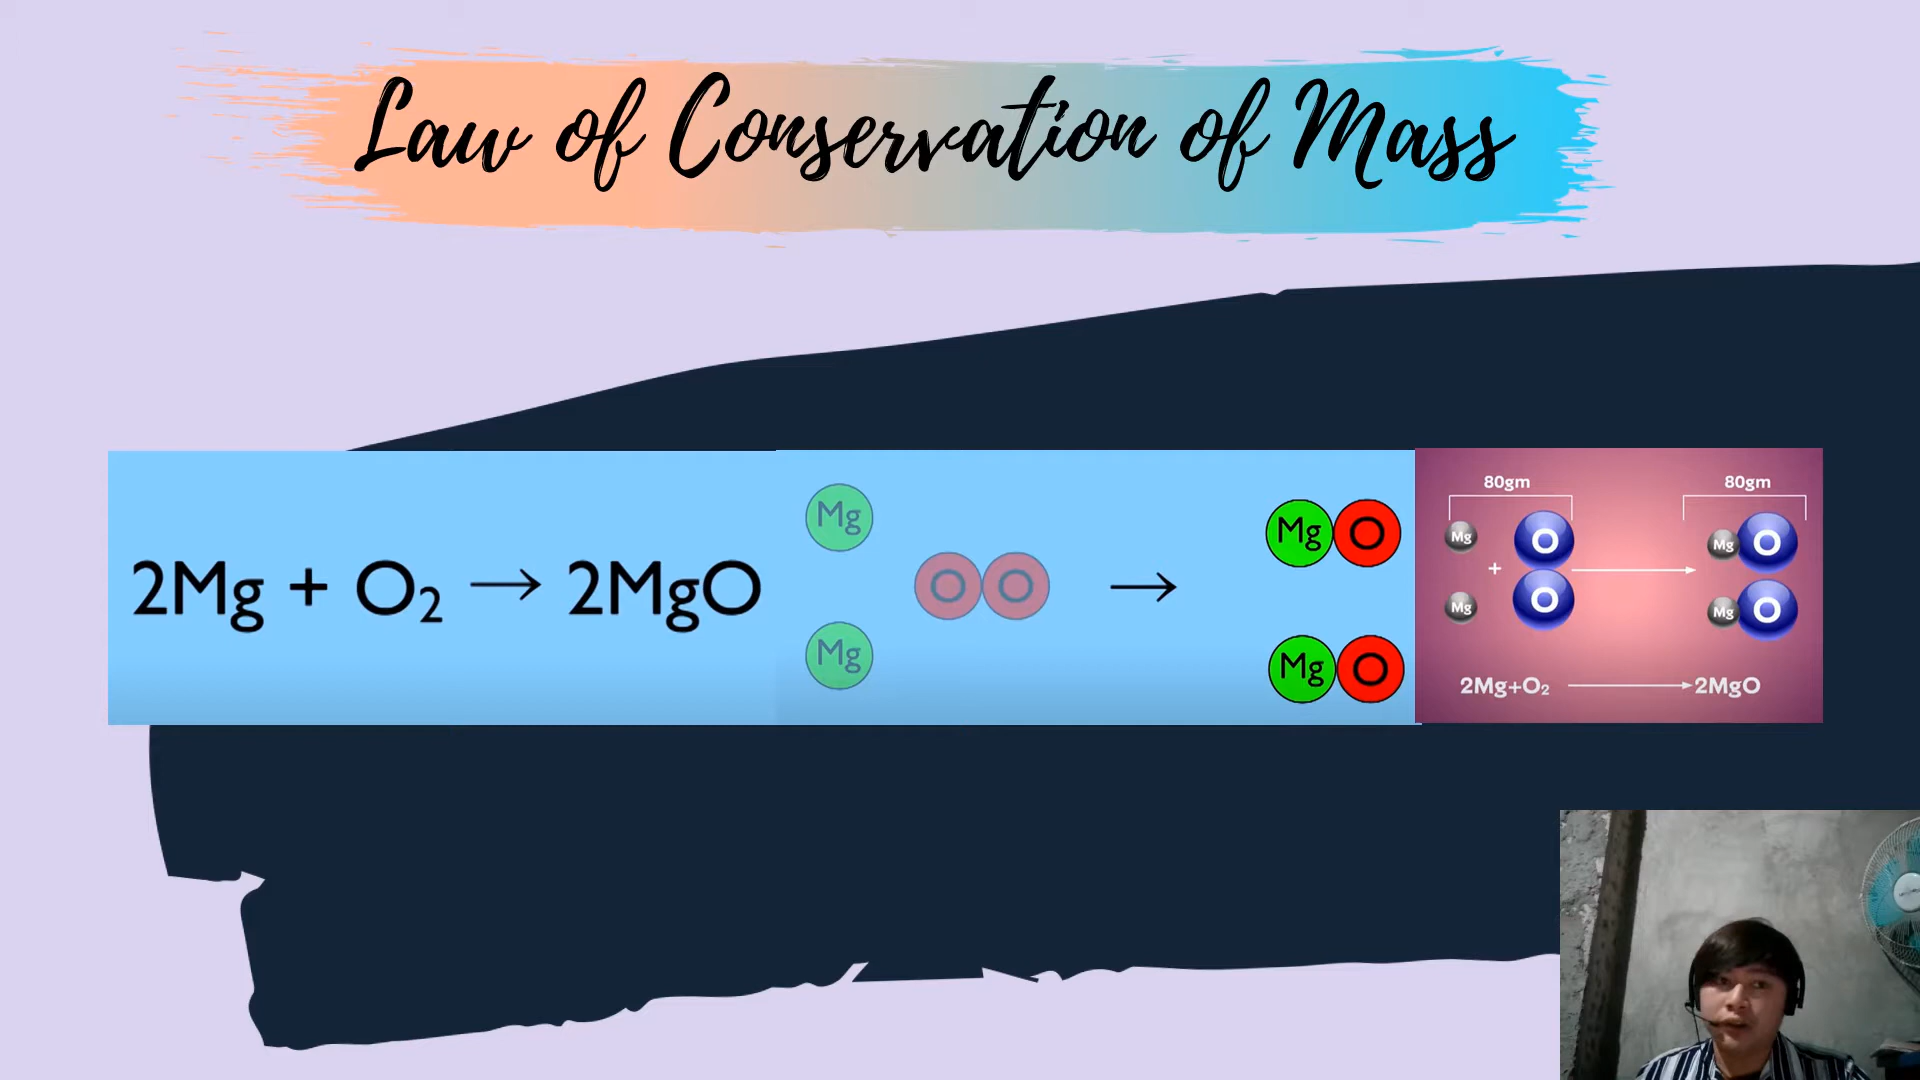 Law of Conservation of Mass
2Mg + O₂ → 2MgO
Mg
O O →
Mg
Mg O
Mg O
80gm 80gm
Mg O Mg O
+
Mg O Mg O
2Mg+O₂ → 2MgO